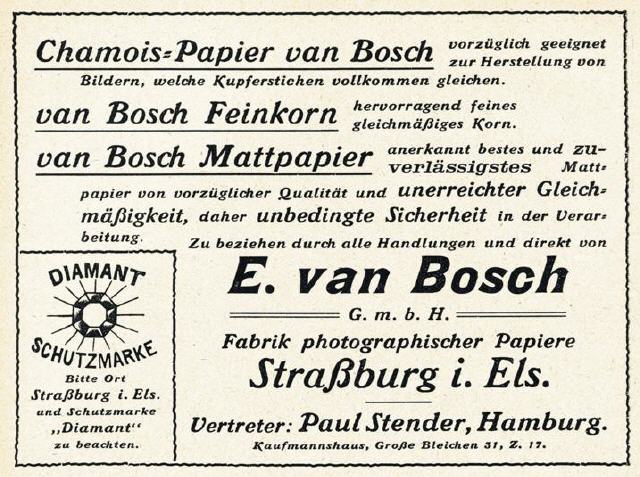 Chamois-Papier van Bosch vorzüglich geeignet
zur Herstellung von
Bildern, welche Kupferstichen vollkommen gleichen.
van Bosch Feinkorn hervorragend feines
gleichmäßiges Korn.
van Bosch Mattpapier anerkannt bestes und zu-
verlässigstes Matt-
papier von vorzüglicher Qualität und unerreichter Gleich-
mäßigkeit, daher unbedingte Sicherheit in der Verar-
beitung.
Zu beziehen durch alle Handlungen und direkt von
E. van Bosch
G. m. b. H.
Fabrik photographischer Papiere
Straßburg i. Els.
Vertreter: Paul Stender, Hamburg.
Kaufmannshaus, Große Bleichen 31, Z. 17.
DIAMANT
SCHUTZMARKE
Bitte Ort
Straßburg i. Els.
und Schutzmarke
„Diamant“
zu beachten.